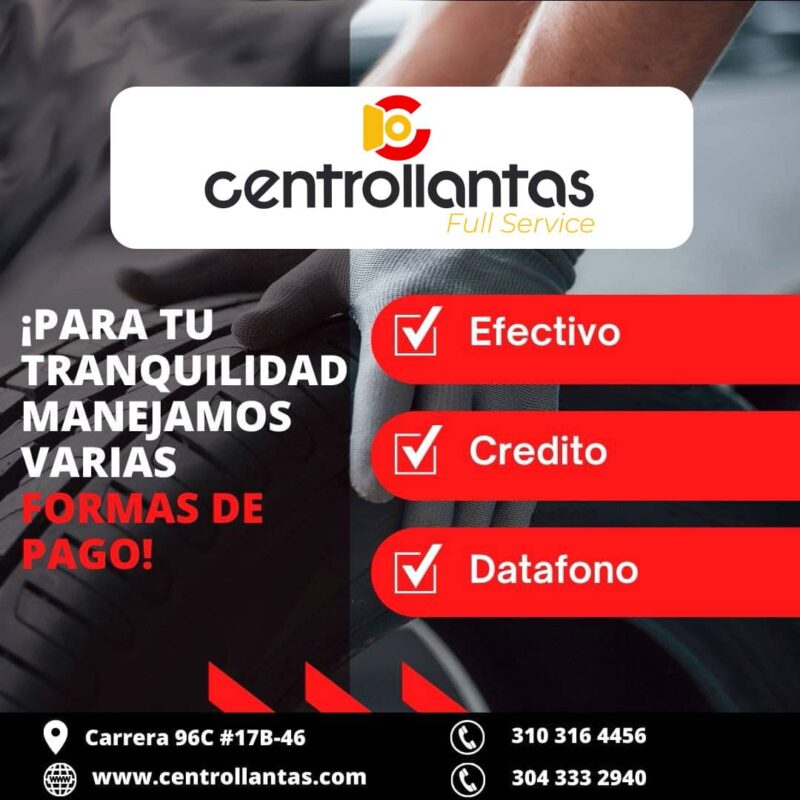 centrollantas
Full Service
¡PARA TU
TRANQUILIDAD
MANEJAMOS
VARIAS
FORMAS DE
PAGO!
Efectivo
Credito
Datafono
Carrera 96C #17B-46
www.centrollantas.com
310 316 4456
304 333 2940